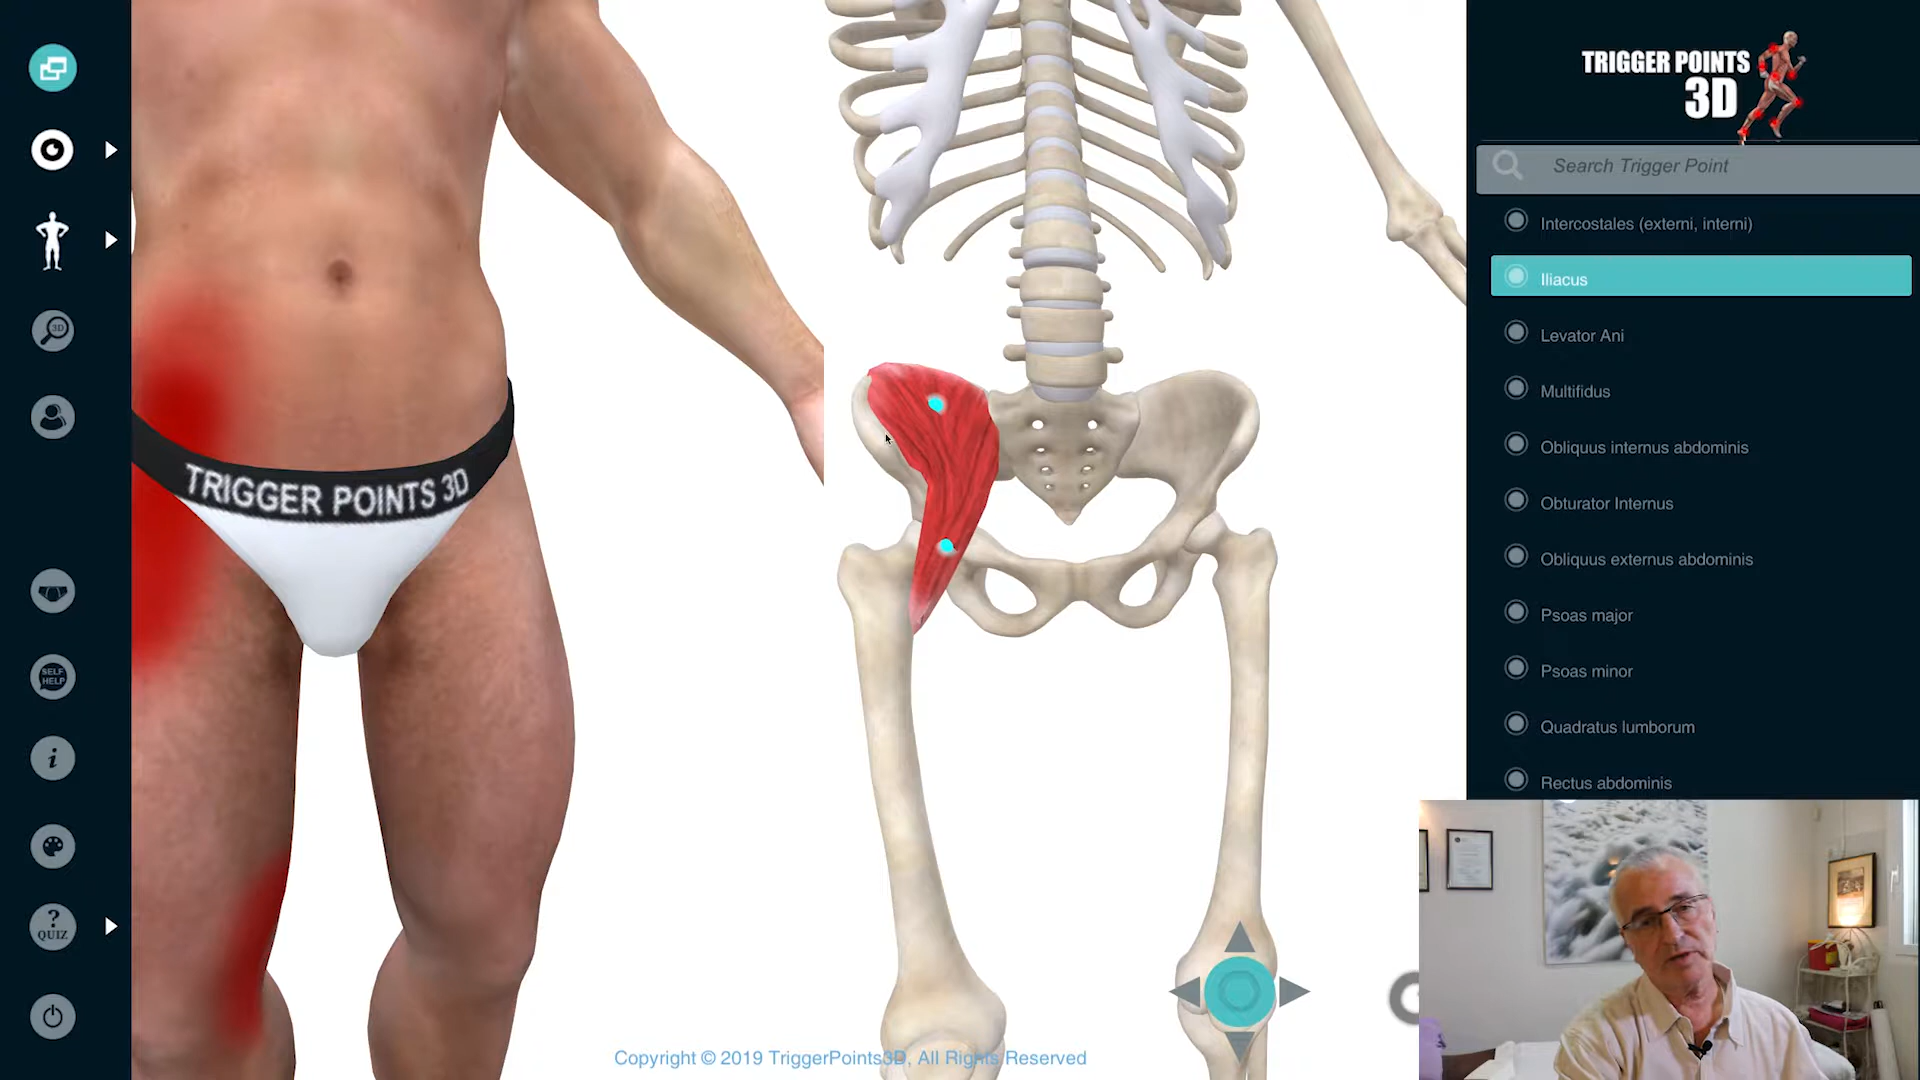 TRIGGER POINTS
3D
Search Trigger Point
Intercostales (externi, interni)
Iliacus
Levator Ani
Multifidus
Obliquus internus abdominis
Obturator Internus
Obliquus externus abdominis
Psoas major
Psoas minor
Quadratus lumborum
Rectus abdominis
3D
SELF
HELP
i
?
QUIZ
TRIGGER POINTS 3D
Copyright © 2019 TriggerPoints3D, All Rights Reserved